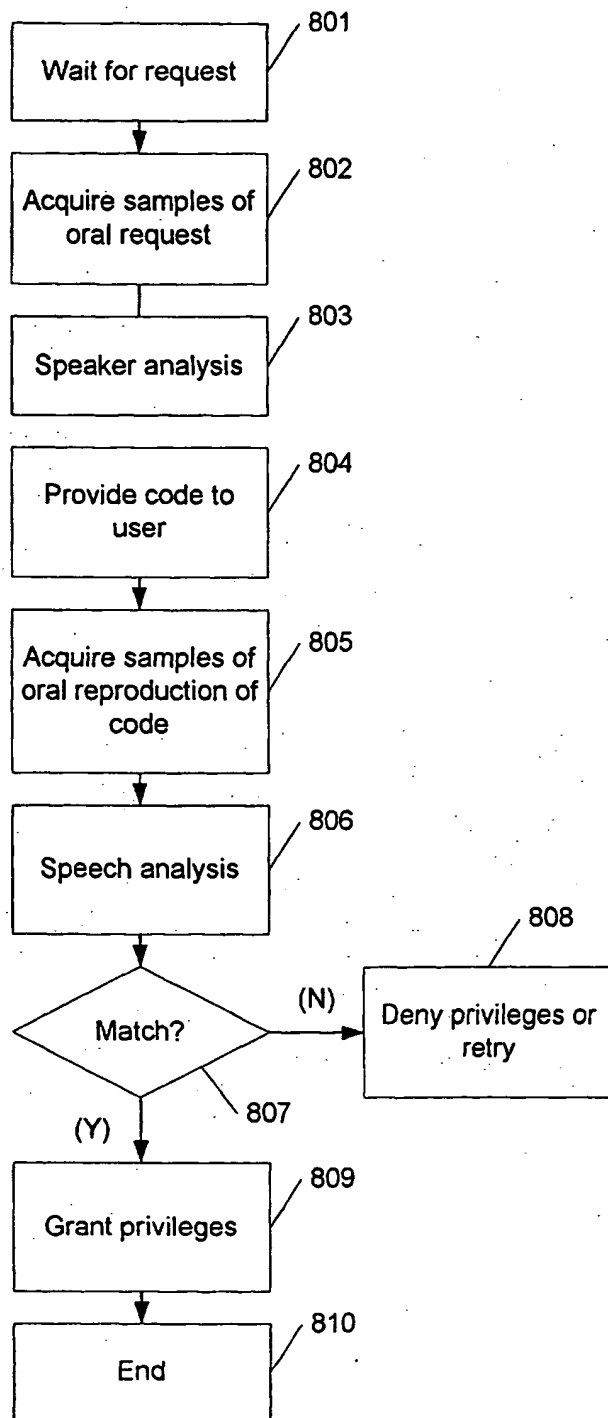 801
Wait for request
802
Acquire samples of
oral request
803
Speaker analysis
804
Provide code to
user
805
Acquire samples of
oral reproduction of
code
806
Speech analysis
808
(N)
Deny privileges or
retry
Match?
807
(Y)
809
Grant privileges
810
End